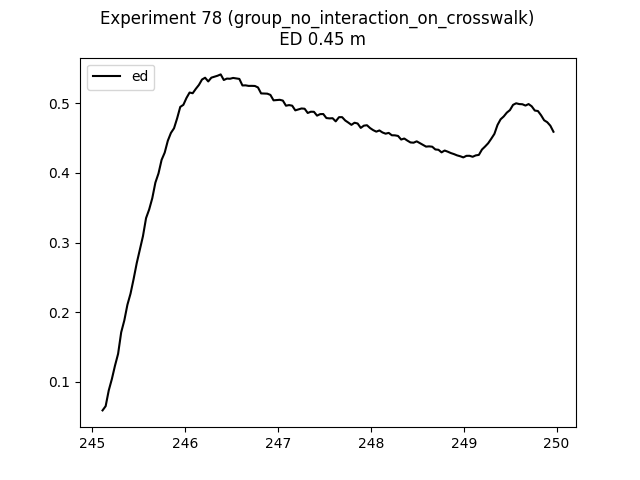 Experiment 78 (group_no_interaction_on_crosswalk)
ED 0.45 m
ed
0.5
0.4
0.3
0.2
0.1
245 246 247 248 249 250